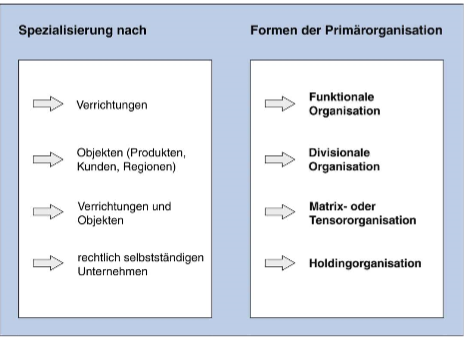 Spezialisierung nach
Verrichtungen
Objekten (Produkten,
Kunden, Regionen)
Verrichtungen und
Objekten
rechtlich selbstständigen
Unternehmen
Formen der Primärorganisation
Funktionale
Organisation
Divisionale
Organisation
Matrix- oder
Tensororganisation
Holdingorganisation